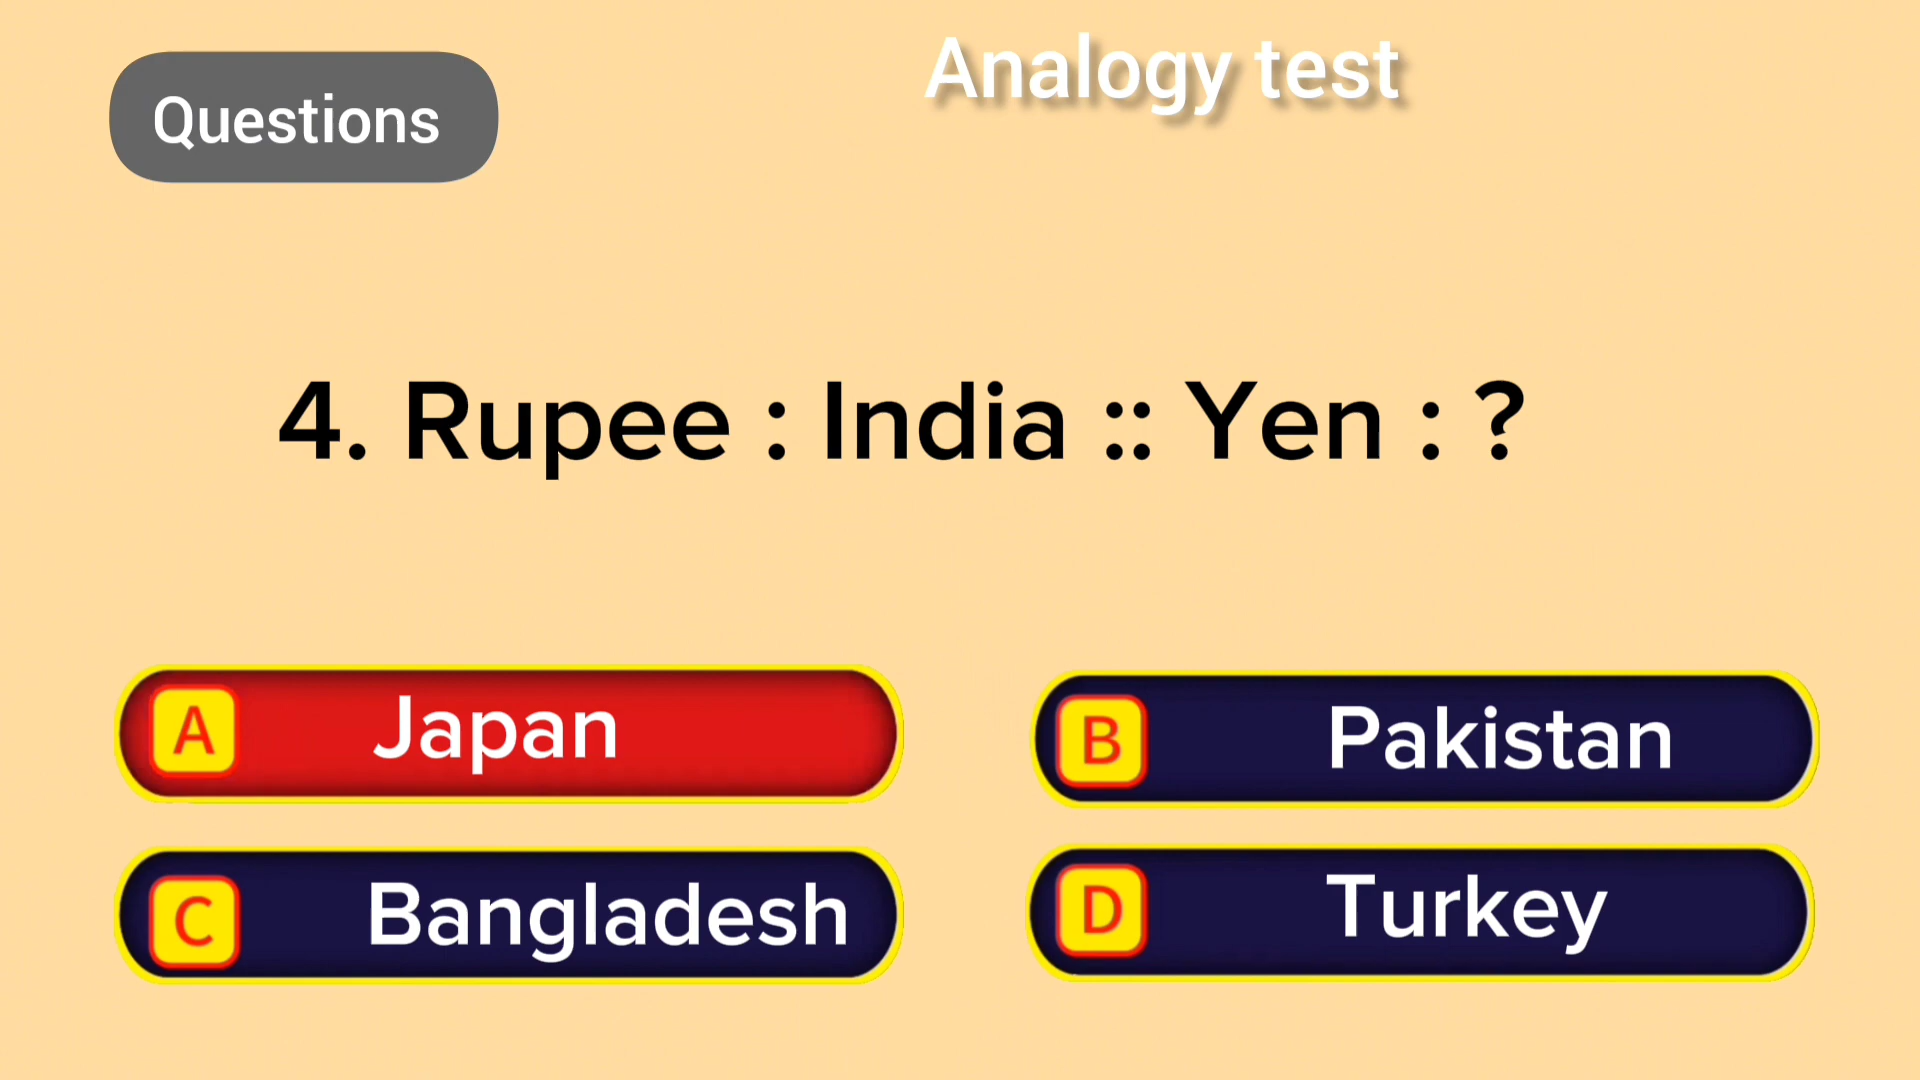 Analogy test
Questions
4. Rupee : India :: Yen : ?
A Japan
B Pakistan
C Bangladesh
D Turkey